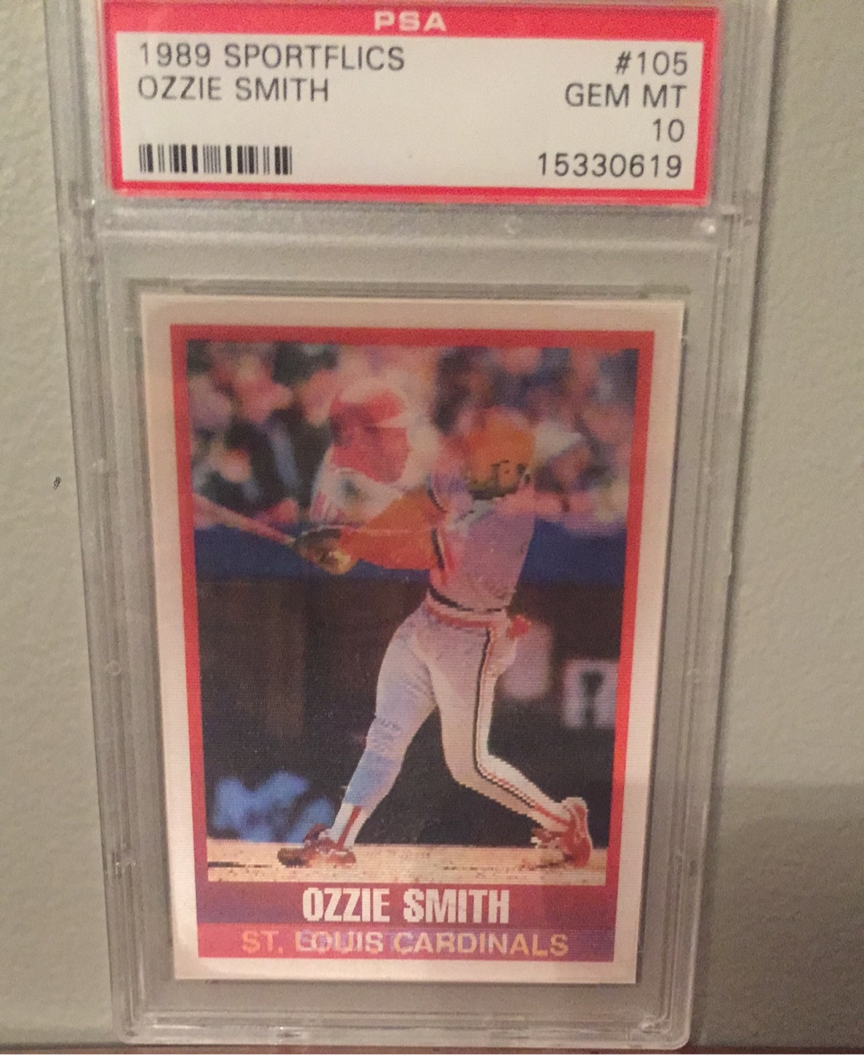 PSA
1989 SPORTFLICS #105
OZZIE SMITH GEM MT
10
15330619
OZZIE SMITH
ST. LOUIS CARDINALS